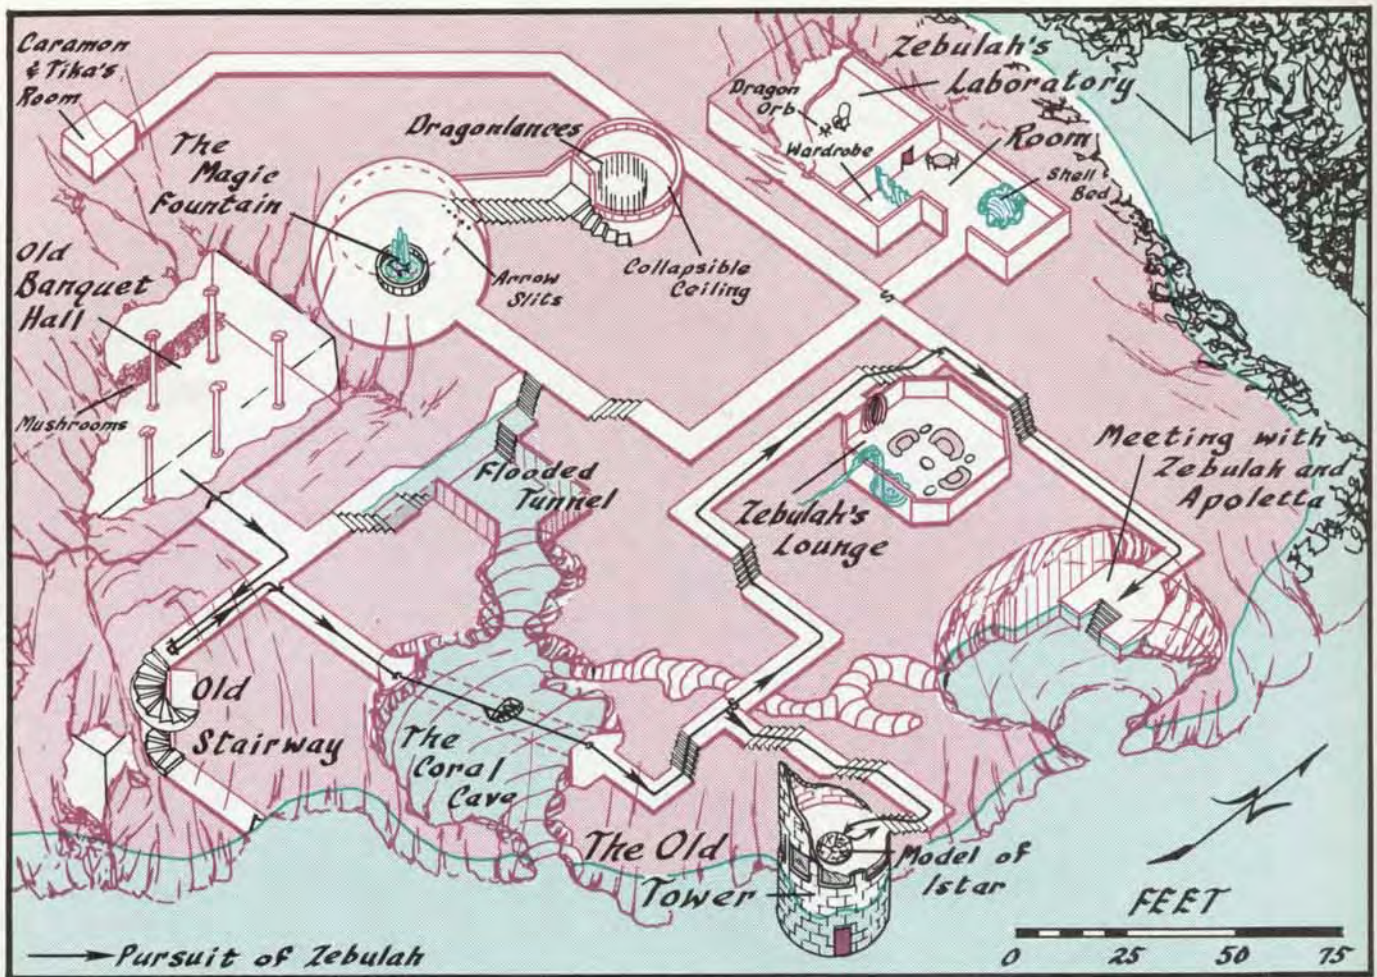 Caramon
& Tika's
Room
The
Magic
Fountain
Dragonlances
Zebulah's
Laboratory
Dragon
Orb
Wardrobe
Room
Shell
Bed
Old
Banquet
Hall
Arrow
Slits
Collapsible
Ceiling
Mushrooms
Flooded
Tunnel
Zebulah's
Lounge
Meeting with
Zebulah and
Apoletta
Old
Stairway
The
Coral
Cave
The Old
Tower
Model of
Istar
N
FEET
0 25 50 75
Pursuit of Zebulah